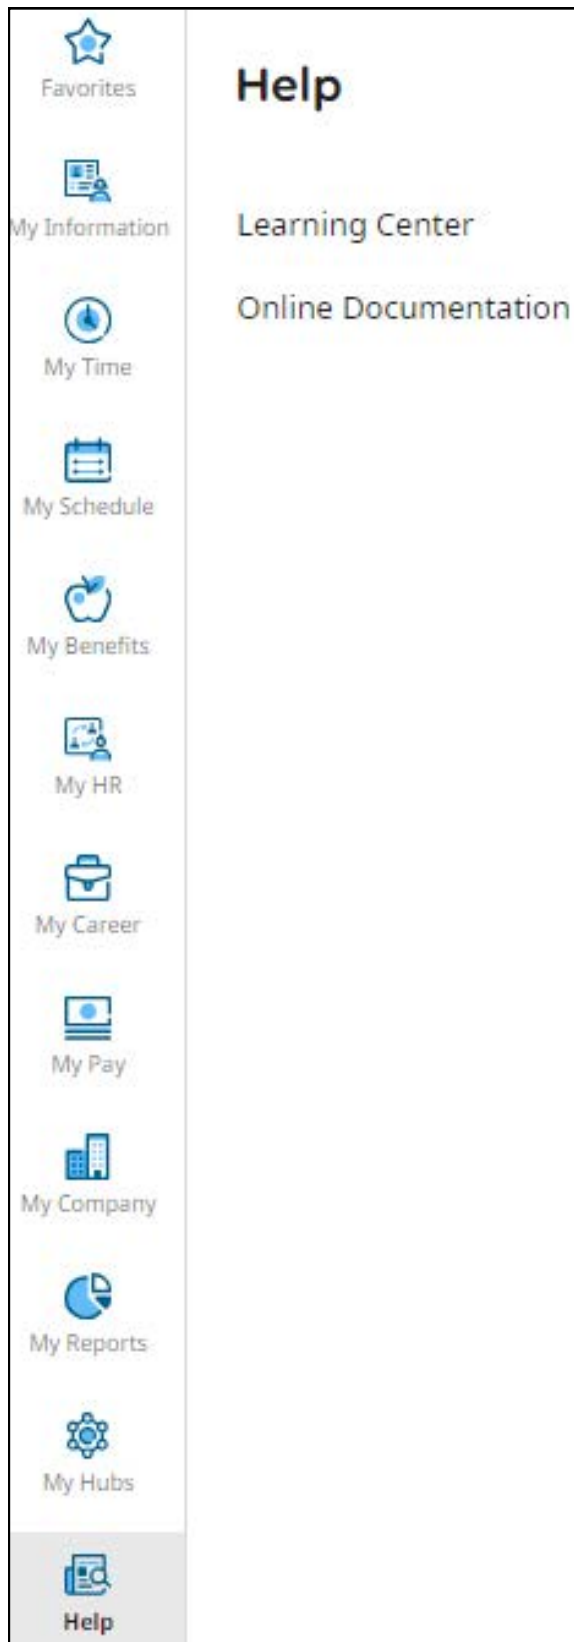 Favorites
My Information
My Time
My Schedule
My Benefits
My HR
My Career
My Pay
My Company
My Reports
My Hubs
Help
Help
Learning Center
Online Documentation